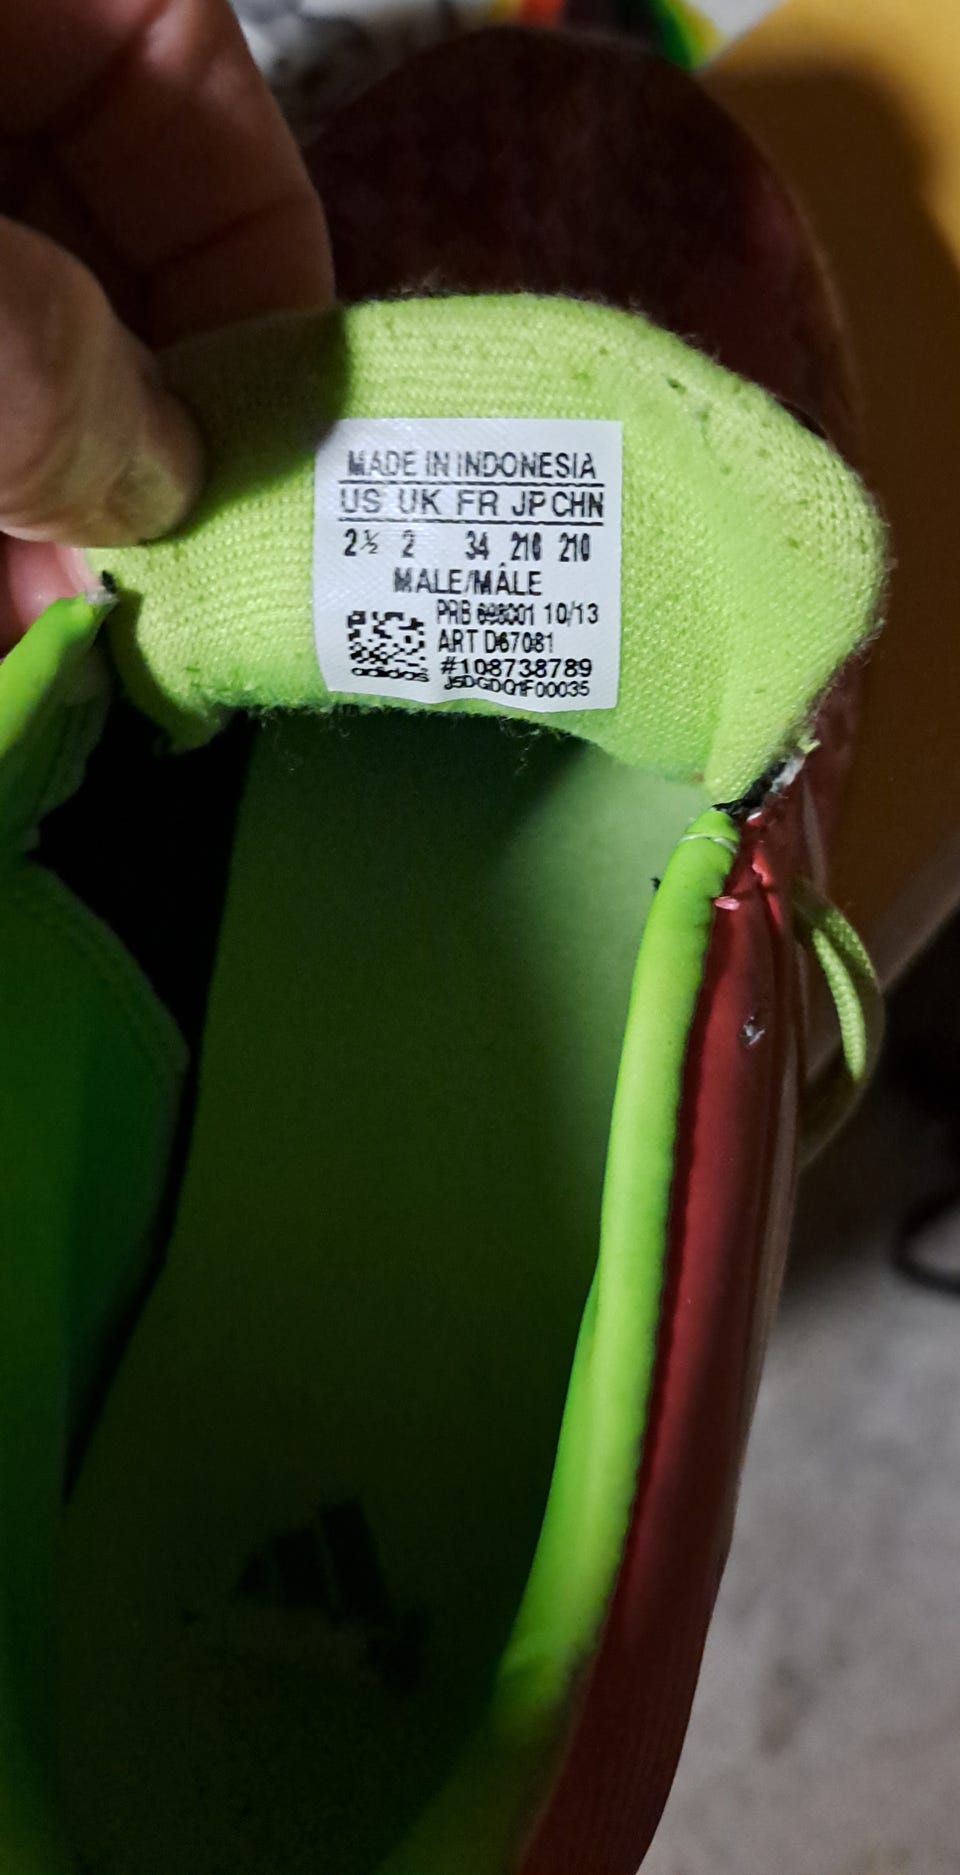 MADE IN INDONESIA
US UK FR JP CHN
2½ 2 34 210 210
MALE/MÂLE
PRB 698001 10/13
ART D67081
#108738789
adidas